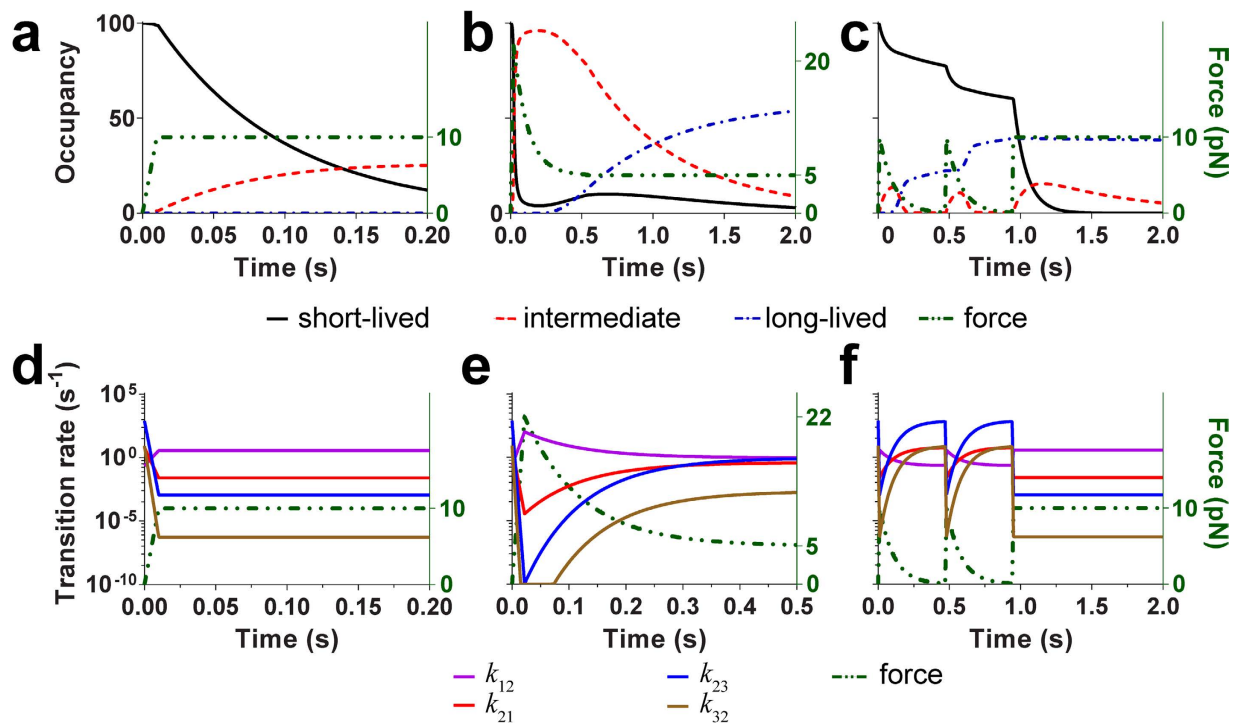 a b c
100 50 0
Occupancy
0.00 0.05 0.10 0.15 0.20
10 0
Time (s)
0.0 0.5 1.0 1.5 2.0
20 5 0
Time (s)
0 0.5 1.0 1.5 2.0
20 10 0
Force (pN)
Time (s)
short-lived intermediate long-lived force
d e f
Transition rate (s⁻¹)
10⁵ 10⁰ 10⁻⁵ 10⁻¹⁰
0.00 0.05 0.10 0.15 0.20
10 0
Time (s)
0.0 0.1 0.2 0.3 0.4 0.5
22 5 0
Time (s)
0.0 0.5 1.0 1.5 2.0
10 0
Force (pN)
Time (s)
k₁₂ k₂₃ force
k₂₁ k₃₂